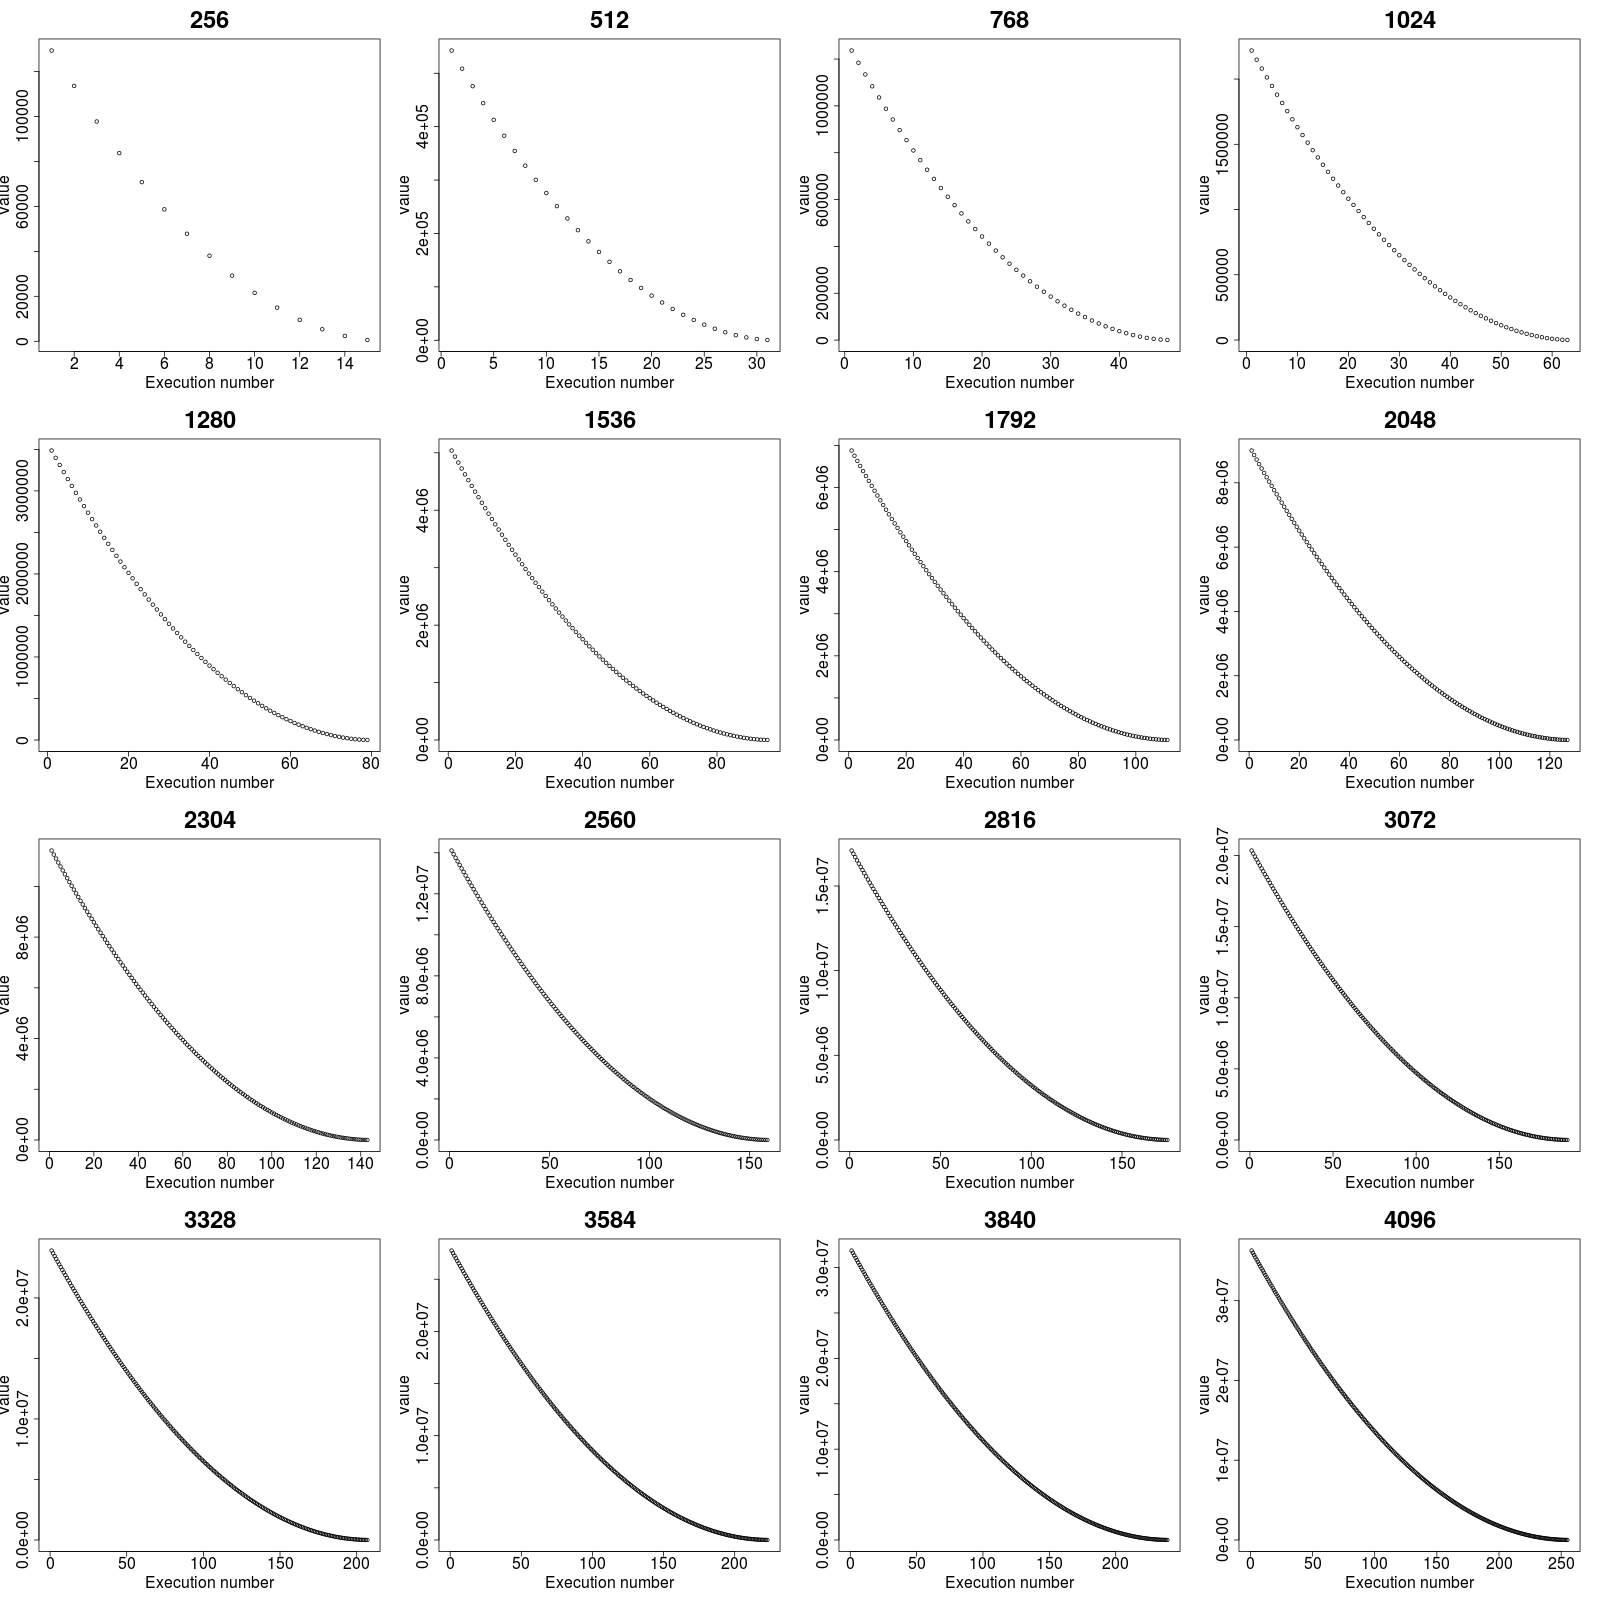 256 512 768 1024
value 0 20000 60000 100000
value 0e+00 2e+05 4e+05
value 0 200000 600000 1000000
value 0 500000 1500000
2 4 6 8 10 12 14
0 5 10 15 20 25 30
0 10 20 30 40
0 10 20 30 40 50 60
Execution number Execution number Execution number Execution number
1280 1536 1792 2048
value 0 1000000 2000000 3000000
value 0e+00 2e+06 4e+06
value 0e+00 2e+06 4e+06 6e+06
value 0e+00 2e+06 4e+06 6e+06 8e+06
0 20 40 60 80
0 20 40 60 80
0 20 40 60 80 100
0 20 40 60 80 100 120
Execution number Execution number Execution number Execution number
2304 2560 2816 3072
value 0e+00 4e+06 8e+06
value 0.0e+00 4.0e+06 8.0e+06 1.2e+07
value 0.0e+00 5.0e+06 1.0e+07 1.5e+07
value 0.0e+00 5.0e+06 1.0e+07 1.5e+07 2.0e+07
0 20 40 60 80 100 120 140
0 50 100 150
0 50 100 150
0 50 100 150
Execution number Execution number Execution number Execution number
3328 3584 3840 4096
value 0.0e+00 1.0e+07 2.0e+07
value 0.0e+00 1.0e+07 2.0e+07
value 0.0e+00 1.0e+07 2.0e+07 3.0e+07
value 0e+00 1e+07 2e+07 3e+07
0 50 100 150 200
0 50 100 150 200
0 50 100 150 200
0 50 100 150 200 250
Execution number Execution number Execution number Execution number